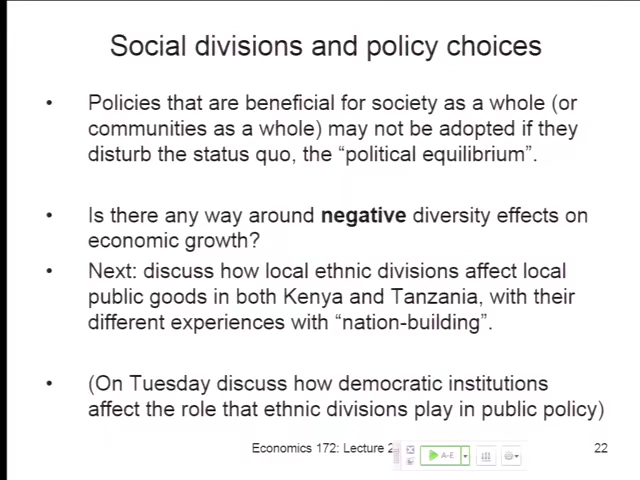 Social divisions and policy choices
• Policies that are beneficial for society as a whole (or
communities as a whole) may not be adopted if they
disturb the status quo, the “political equilibrium”.
• Is there any way around negative diversity effects on
economic growth?
• Next: discuss how local ethnic divisions affect local
public goods in both Kenya and Tanzania, with their
different experiences with “nation-building”.
• (On Tuesday discuss how democratic institutions
affect the role that ethnic divisions play in public policy)
Economics 172: Lecture 2
A-E
22